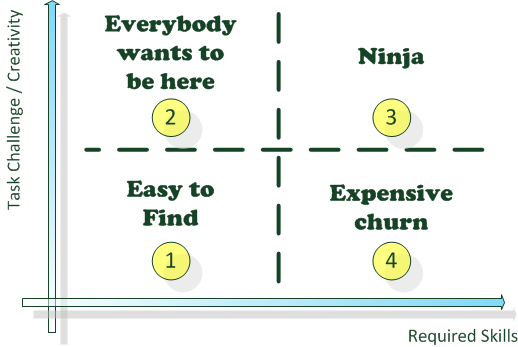 Task Challenge / Creativity
Everybody
wants to
be here
2
Ninja
3
Easy to
Find
1
Expensive
churn
4
Required Skills